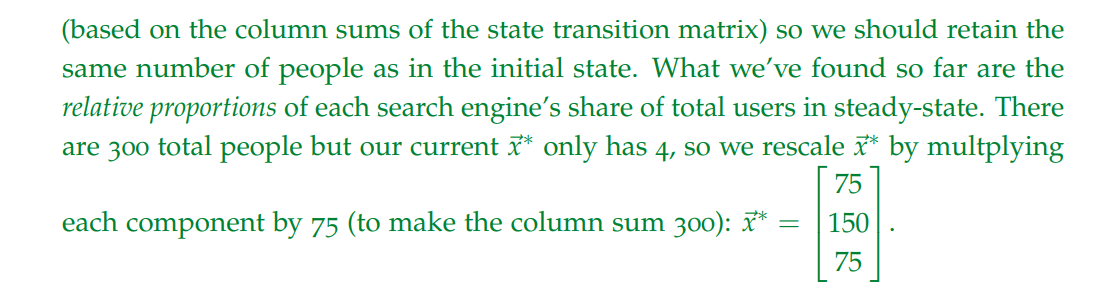 (based on the column sums of the state transition matrix) so we should retain the
same number of people as in the initial state. What we've found so far are the
relative proportions of each search engine's share of total users in steady-state. There
are 300 total people but our current x⃗* only has 4, so we rescale x⃗* by multplying
each component by 75 (to make the column sum 300): x⃗* = [75 150 75].